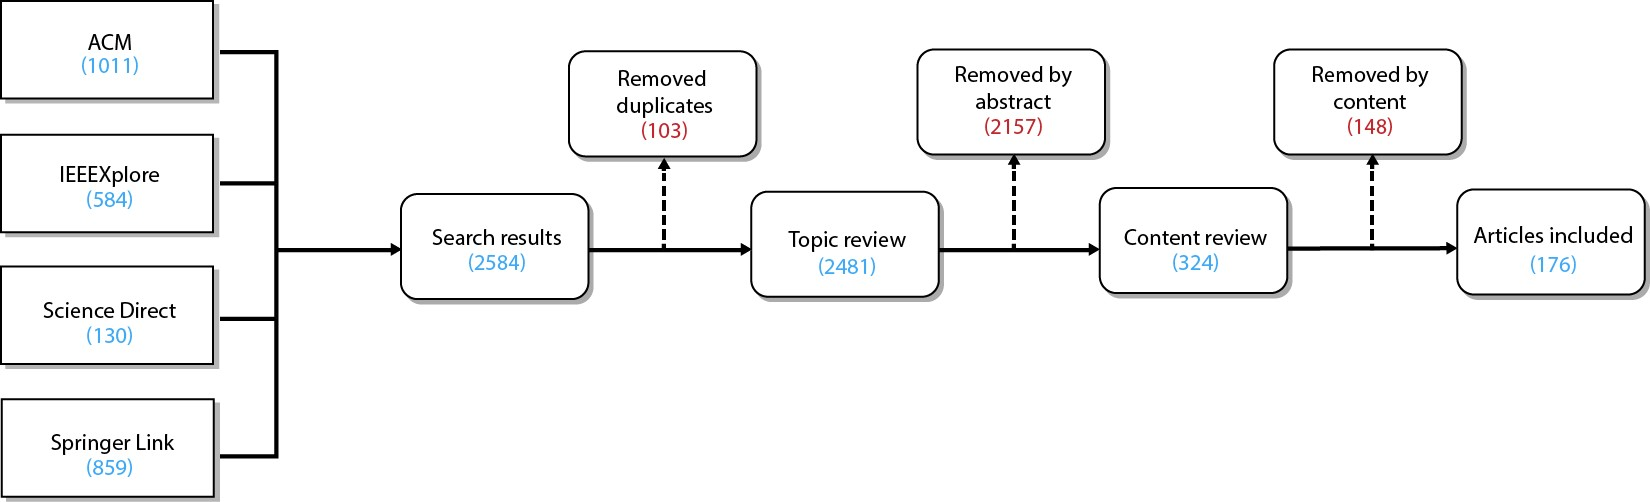 ACM
(1011)
IEEEXplore
(584)
Science Direct
(130)
Springer Link
(859)
Search results
(2584)
Removed
duplicates
(103)
Topic review
(2481)
Removed by
abstract
(2157)
Content review
(324)
Removed by
content
(148)
Articles included
(176)